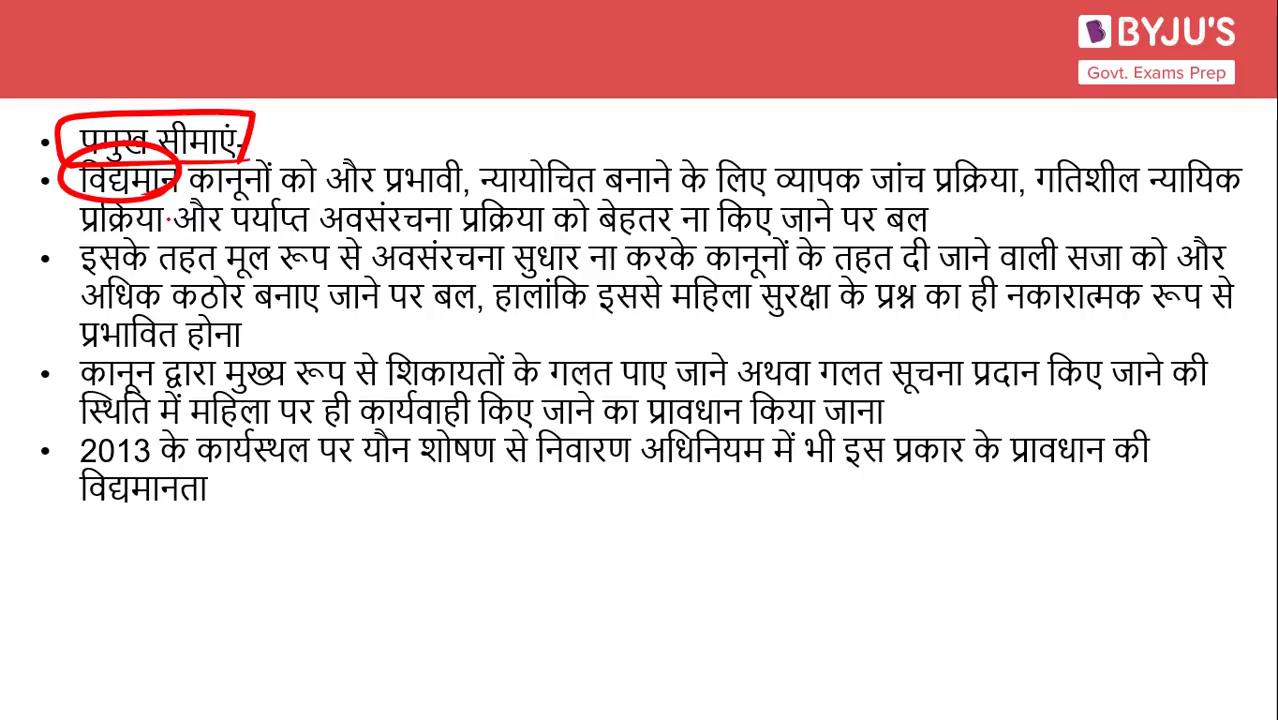 BYJU'S
Govt. Exams Prep
• प्रमुख सीमाएं-
• विद्यमान कानूनों को और प्रभावी, न्यायोचित बनाने के लिए व्यापक जांच प्रक्रिया, गतिशील न्यायिक
प्रक्रिया और पर्याप्त अवसंरचना प्रक्रिया को बेहतर ना किए जाने पर बल
• इसके तहत मूल रूप से अवसंरचना सुधार ना करके कानूनों के तहत दी जाने वाली सजा को और
अधिक कठोर बनाए जाने पर बल, हालांकि इससे महिला सुरक्षा के प्रश्न का ही नकारात्मक रूप से
प्रभावित होना
• कानून द्वारा मुख्य रूप से शिकायतों के गलत पाए जाने अथवा गलत सूचना प्रदान किए जाने की
स्थिति में महिला पर ही कार्यवाही किए जाने का प्रावधान किया जाना
• 2013 के कार्यस्थल पर यौन शोषण से निवारण अधिनियम में भी इस प्रकार के प्रावधान की
विद्यमानता